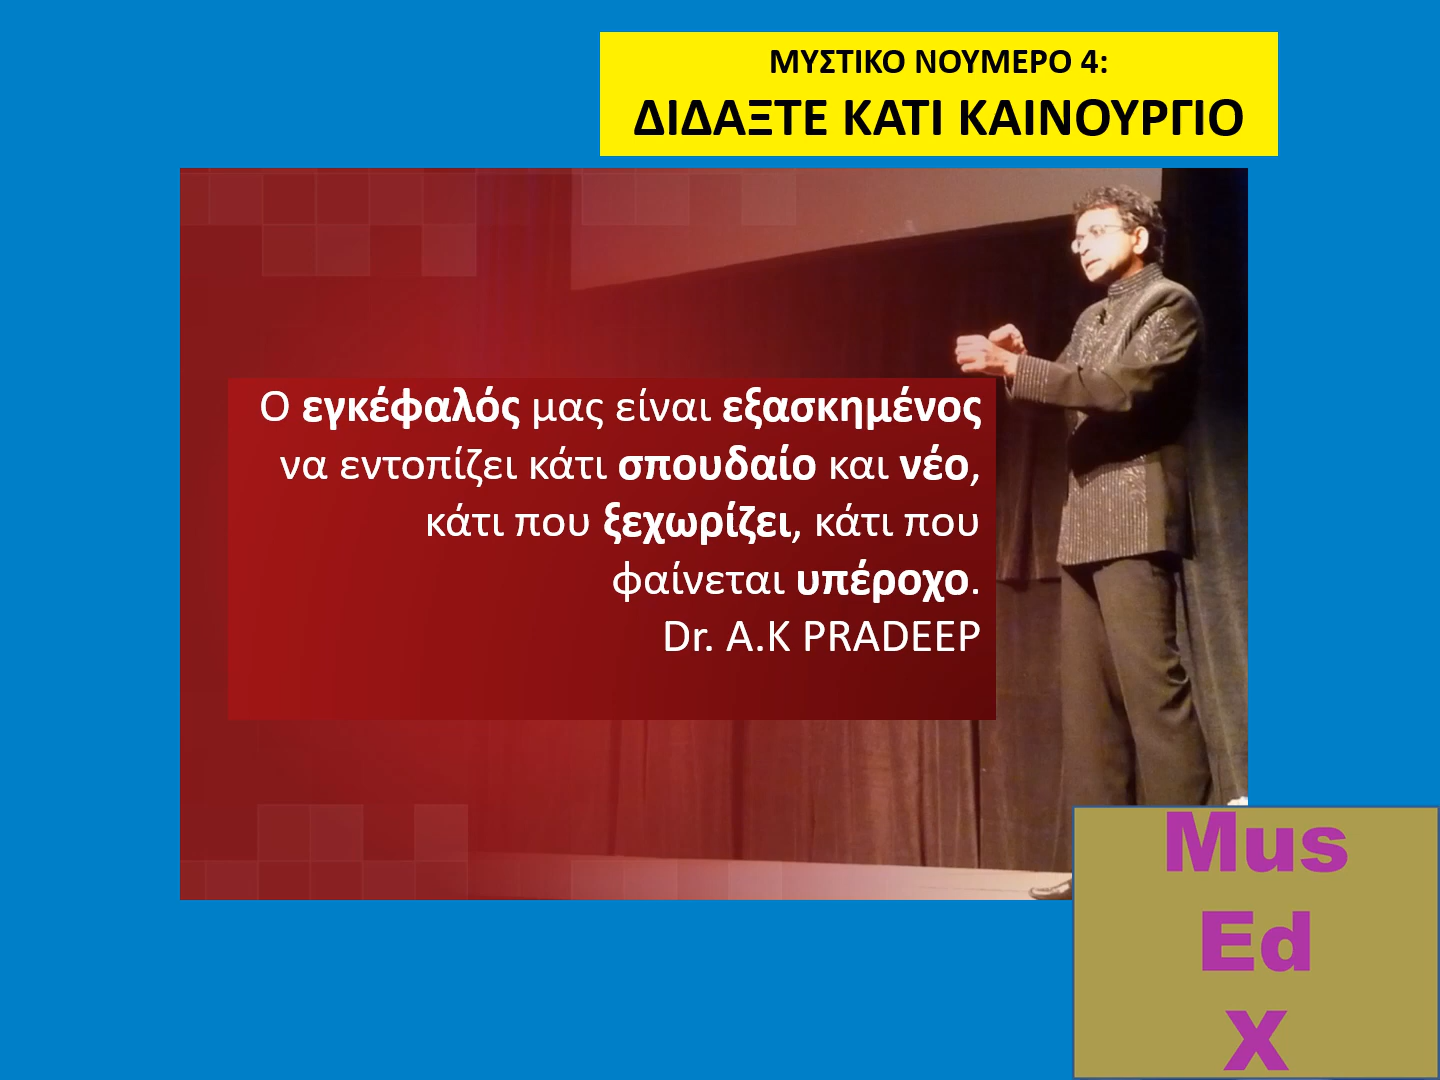 ΜΥΣΤΙΚΟ ΝΟΥΜΕΡΟ 4:
ΔΙΔΑΞΤΕ ΚΑΤΙ ΚΑΙΝΟΥΡΓΙΟ
Ο εγκέφαλός μας είναι εξασκημένος
να εντοπίζει κάτι σπουδαίο και νέο,
κάτι που ξεχωρίζει, κάτι που
φαίνεται υπέροχο.
Dr. A.K PRADEEP
Mus
Ed
X